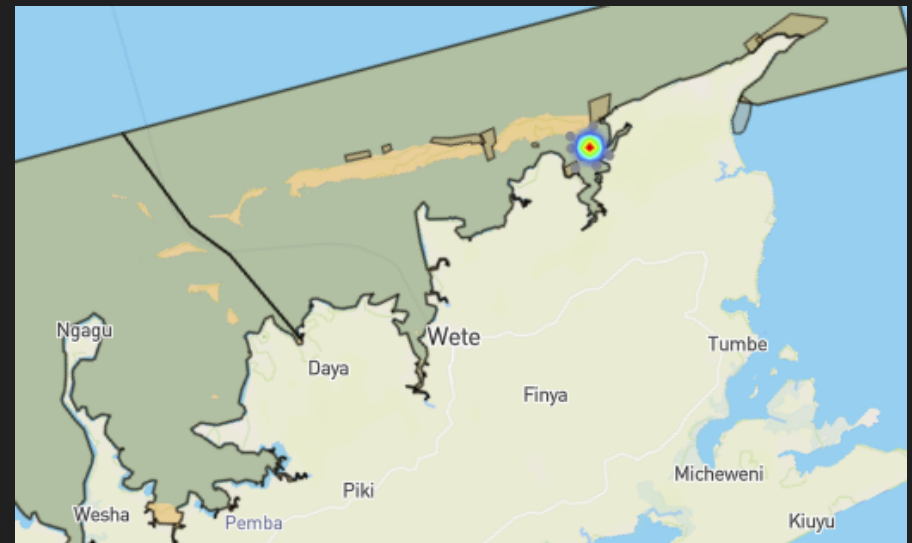 Ngagu
Wete
Tumbe
Daya
Finya
Micheweni
Piki
Wesha
Pemba
Kiuyu